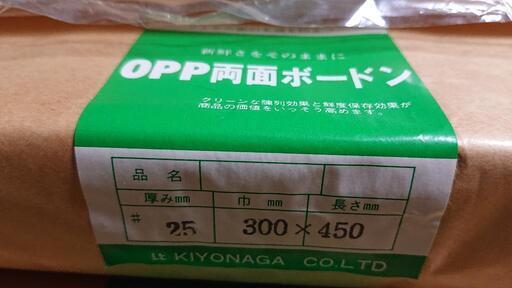 新鮮さをそのままに
OPP両面ボードン
クリーンな陳列効果と鮮度保存効果が
商品の価値をいっそう高めます。
品名
厚みmm 巾mm 長さmm
# 25 300×450
Lt KIYONAGA CO.LTD